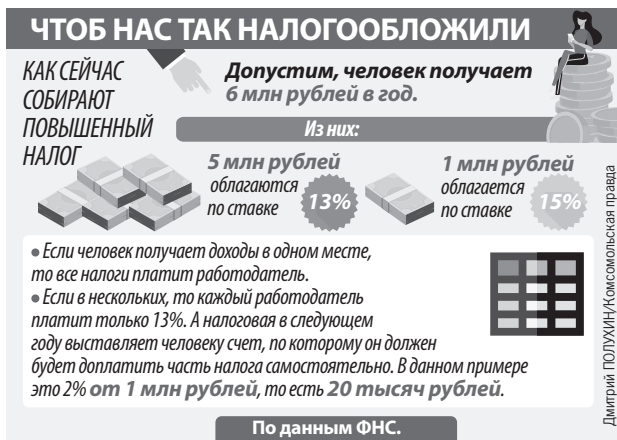 ЧТОБ НАС ТАК НАЛОГООБЛОЖИЛИ
КАК СЕЙЧАС
СОБИРАЮТ
ПОВЫШЕННЫЙ
НАЛОГ
Допустим, человек получает
6 млн рублей в год.
Из них:
5 млн рублей
облагаются
по ставке
13%
1 млн рублей
облагается
по ставке
15%
● Если человек получает доходы в одном месте,
то все налоги платит работодатель.
● Если в нескольких, то каждый работодатель
платит только 13%. А налоговая в следующем
году выставляет человеку счет, по которому он должен
будет доплатить часть налога самостоятельно. В данном примере
это 2% от 1 млн рублей, то есть 20 тысяч рублей.
По данным ФНС.
Дмитрий ПОЛУХИН/Комсомольская правда